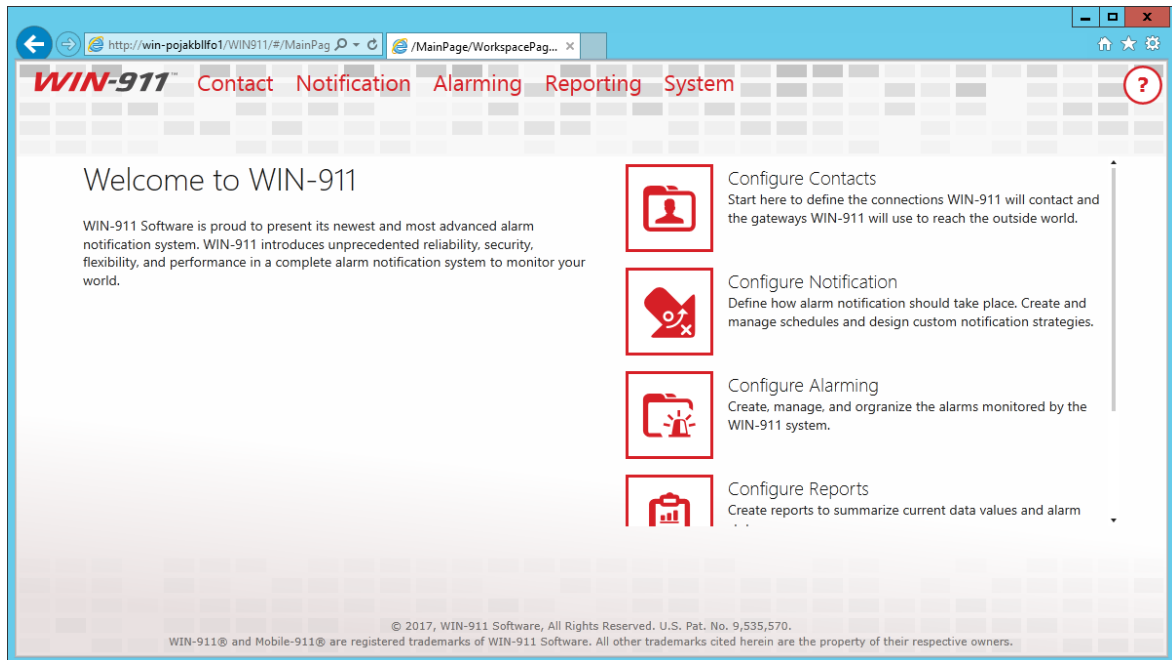 http://win-pojakbllfo1/WIN911/#/MainPag
/MainPage/WorkspacePag...
WIN-911™ Contact Notification Alarming Reporting System
?
Welcome to WIN-911
WIN-911 Software is proud to present its newest and most advanced alarm
notification system. WIN-911 introduces unprecedented reliability, security,
flexibility, and performance in a complete alarm notification system to monitor your
world.
Configure Contacts
Start here to define the connections WIN-911 will contact and
the gateways WIN-911 will use to reach the outside world.
Configure Notification
Define how alarm notification should take place. Create and
manage schedules and design custom notification strategies.
Configure Alarming
Create, manage, and orgranize the alarms monitored by the
WIN-911 system.
Configure Reports
Create reports to summarize current data values and alarm
© 2017, WIN-911 Software, All Rights Reserved. U.S. Pat. No. 9,535,570.
WIN-911® and Mobile-911® are registered trademarks of WIN-911 Software. All other trademarks cited herein are the property of their respective owners.